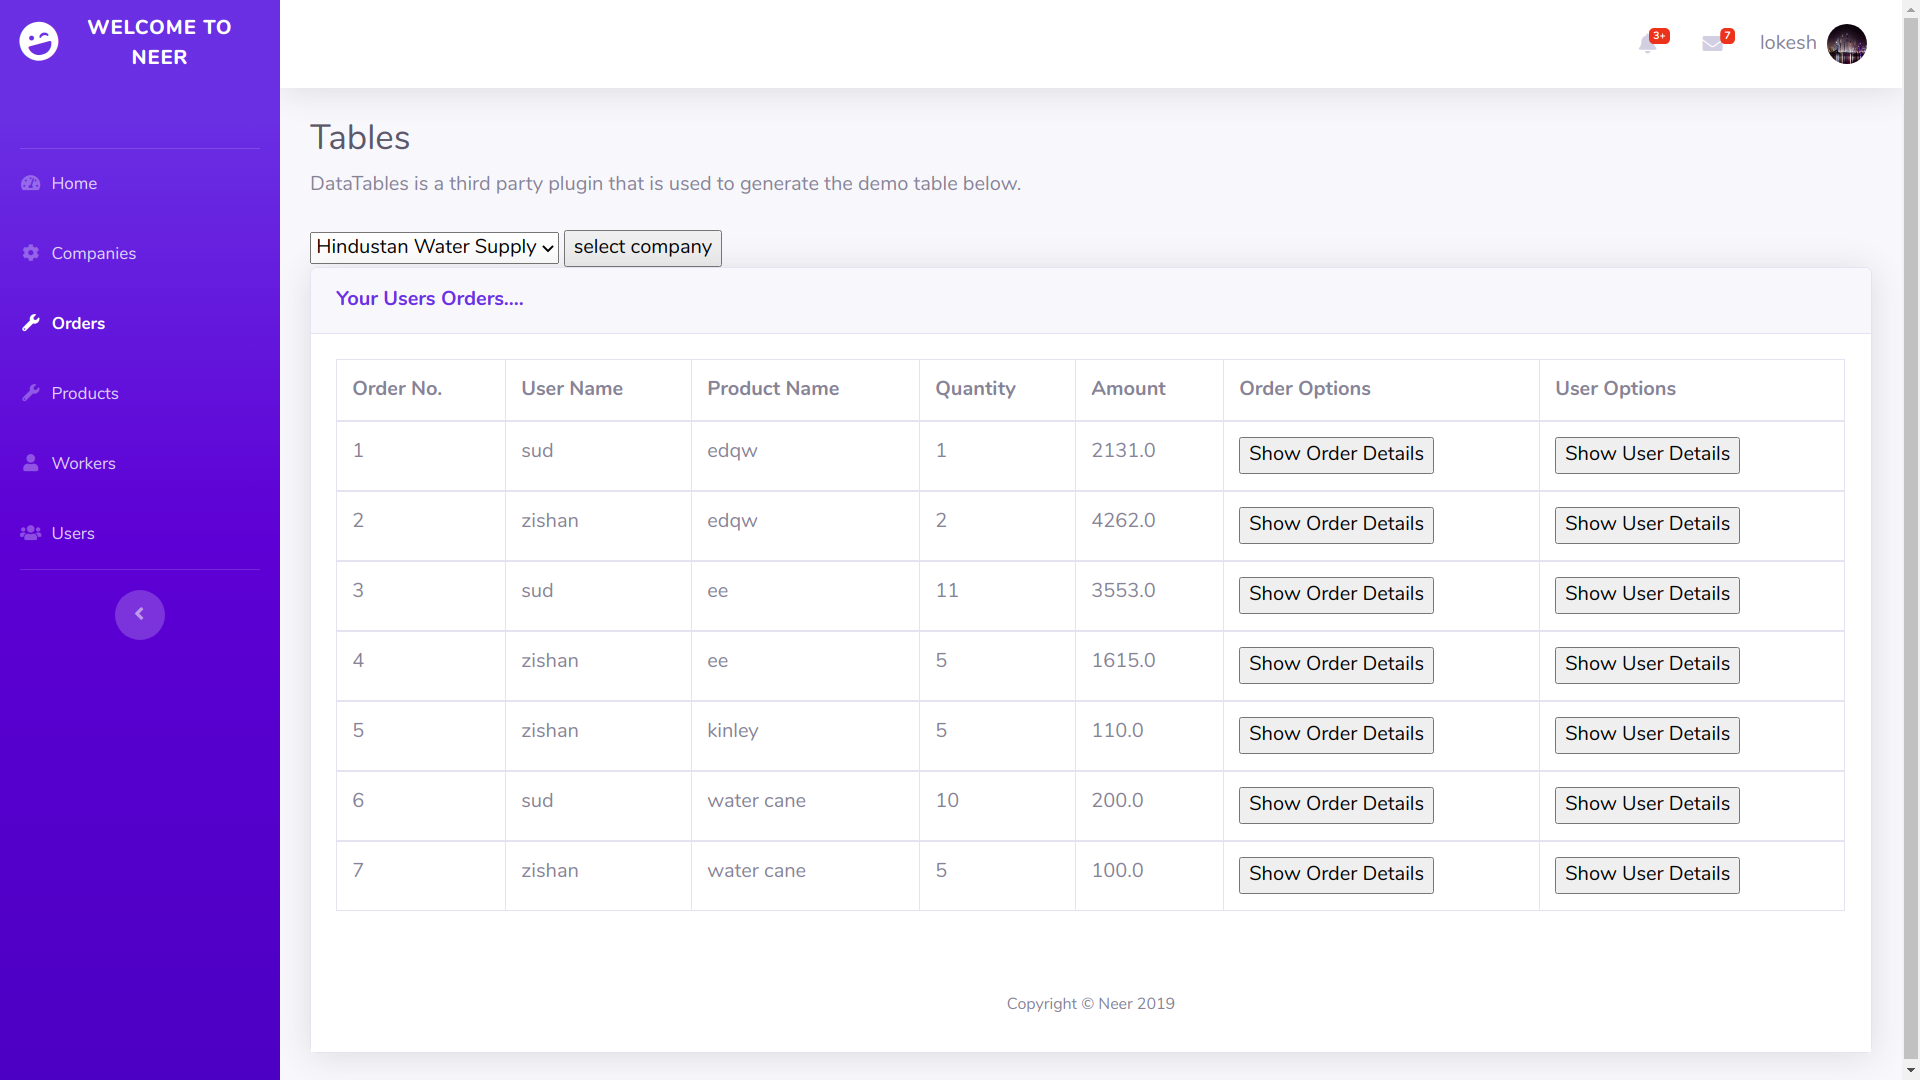 WELCOME TO
NEER
3+
7
lokesh
Home
Companies
Orders
Products
Workers
Users
Tables
DataTables is a third party plugin that is used to generate the demo table below.
Hindustan Water Supply select company
Your Users Orders....
Order No. User Name Product Name Quantity Amount Order Options User Options
1 sud edqw 1 2131.0 Show Order Details Show User Details
2 zishan edqw 2 4262.0 Show Order Details Show User Details
3 sud ee 11 3553.0 Show Order Details Show User Details
4 zishan ee 5 1615.0 Show Order Details Show User Details
5 zishan kinley 5 110.0 Show Order Details Show User Details
6 sud water cane 10 200.0 Show Order Details Show User Details
7 zishan water cane 5 100.0 Show Order Details Show User Details
Copyright © Neer 2019